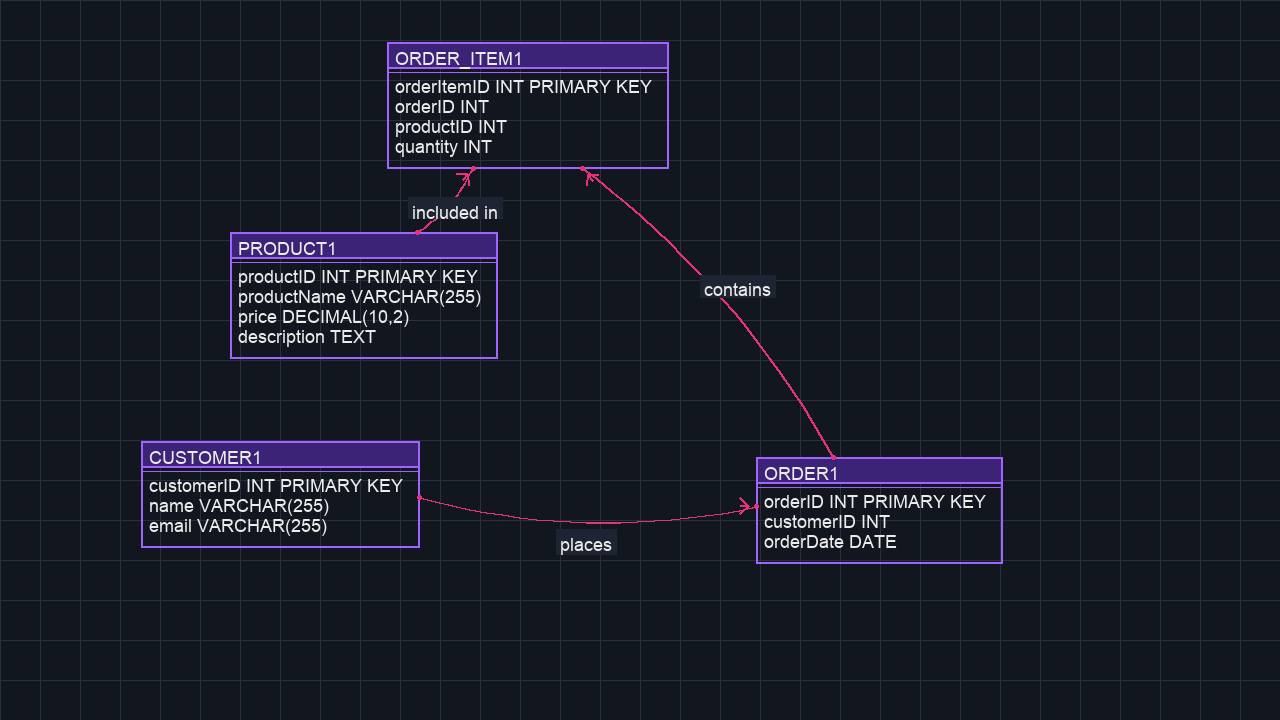 ORDER_ITEM1
orderItemID INT PRIMARY KEY
orderID INT
productID INT
quantity INT
included in
PRODUCT1
productID INT PRIMARY KEY
productName VARCHAR(255)
price DECIMAL(10,2)
description TEXT
contains
CUSTOMER1
customerID INT PRIMARY KEY
name VARCHAR(255)
email VARCHAR(255)
places
ORDER1
orderID INT PRIMARY KEY
customerID INT
orderDate DATE